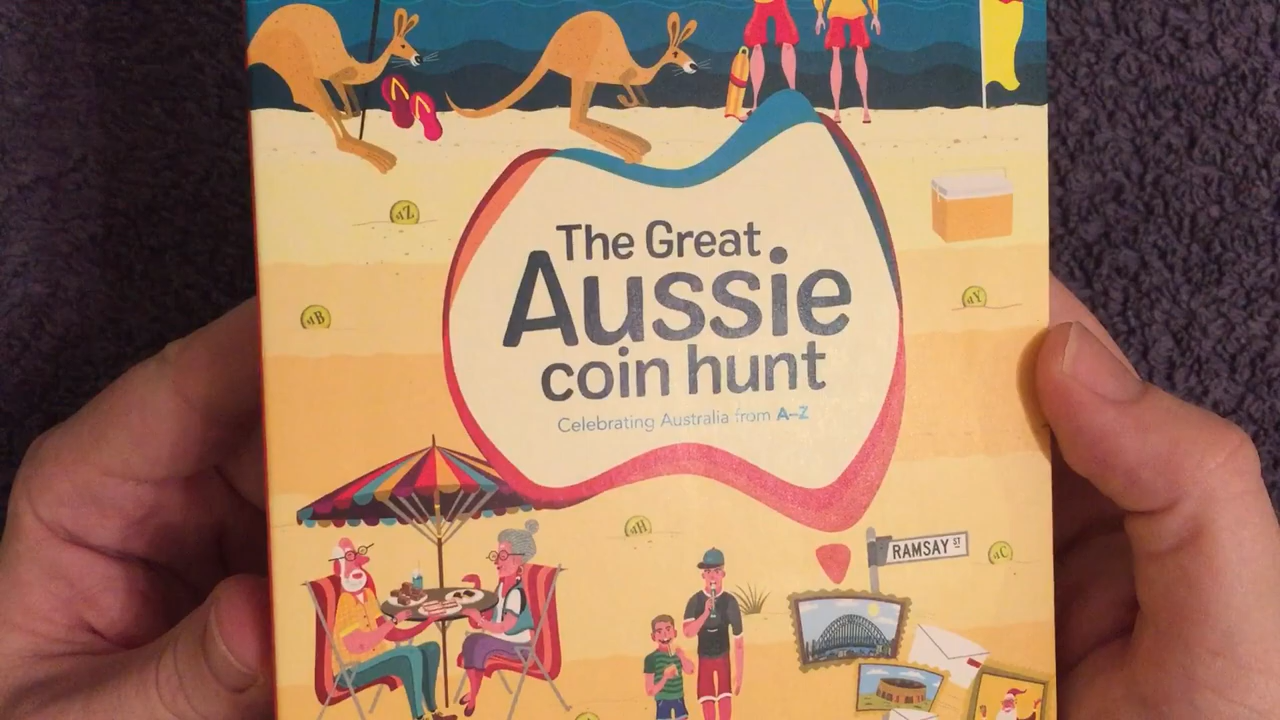 Z
The Great
Aussie
coin hunt
Celebrating Australia from A–Z
B
Y
H
RAMSAY ST
C